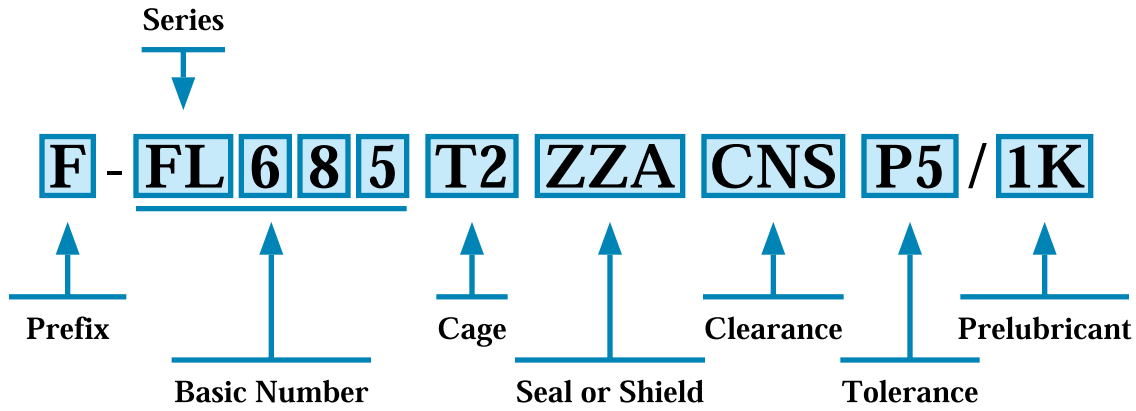 Series
F - FL 6 8 5 T2 ZZA CNS P5 / 1K
Prefix Cage Clearance Prelubricant
Basic Number Seal or Shield Tolerance